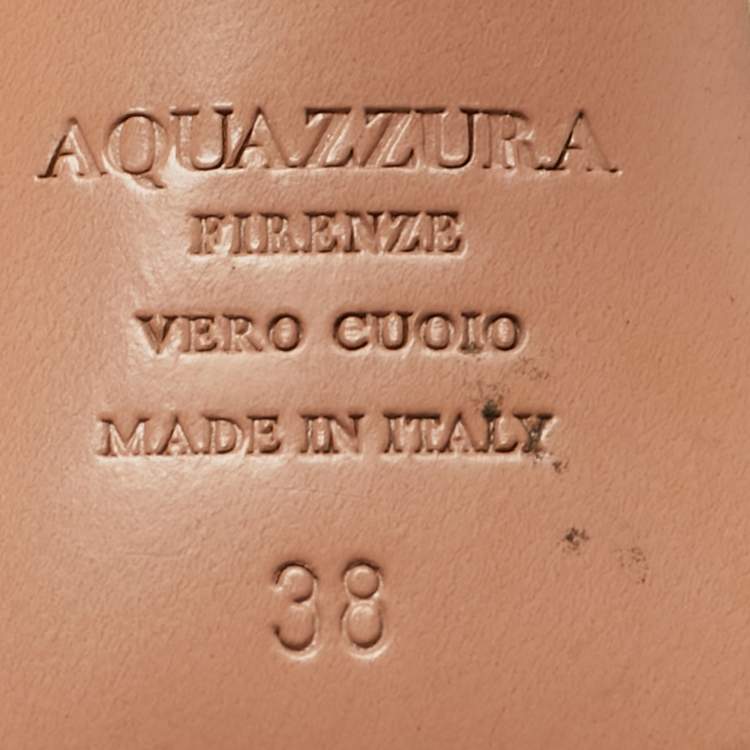 AQUAZZURA
FIRENZE
VERO CUOIO
MADE IN ITALY
38